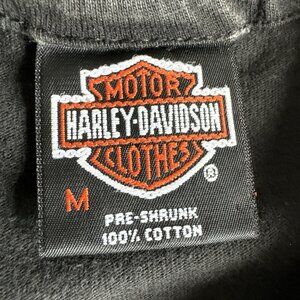 MOTOR
HARLEY-DAVIDSON
CLOTHES
®
M
PRE-SHRUNK
100% COTTON